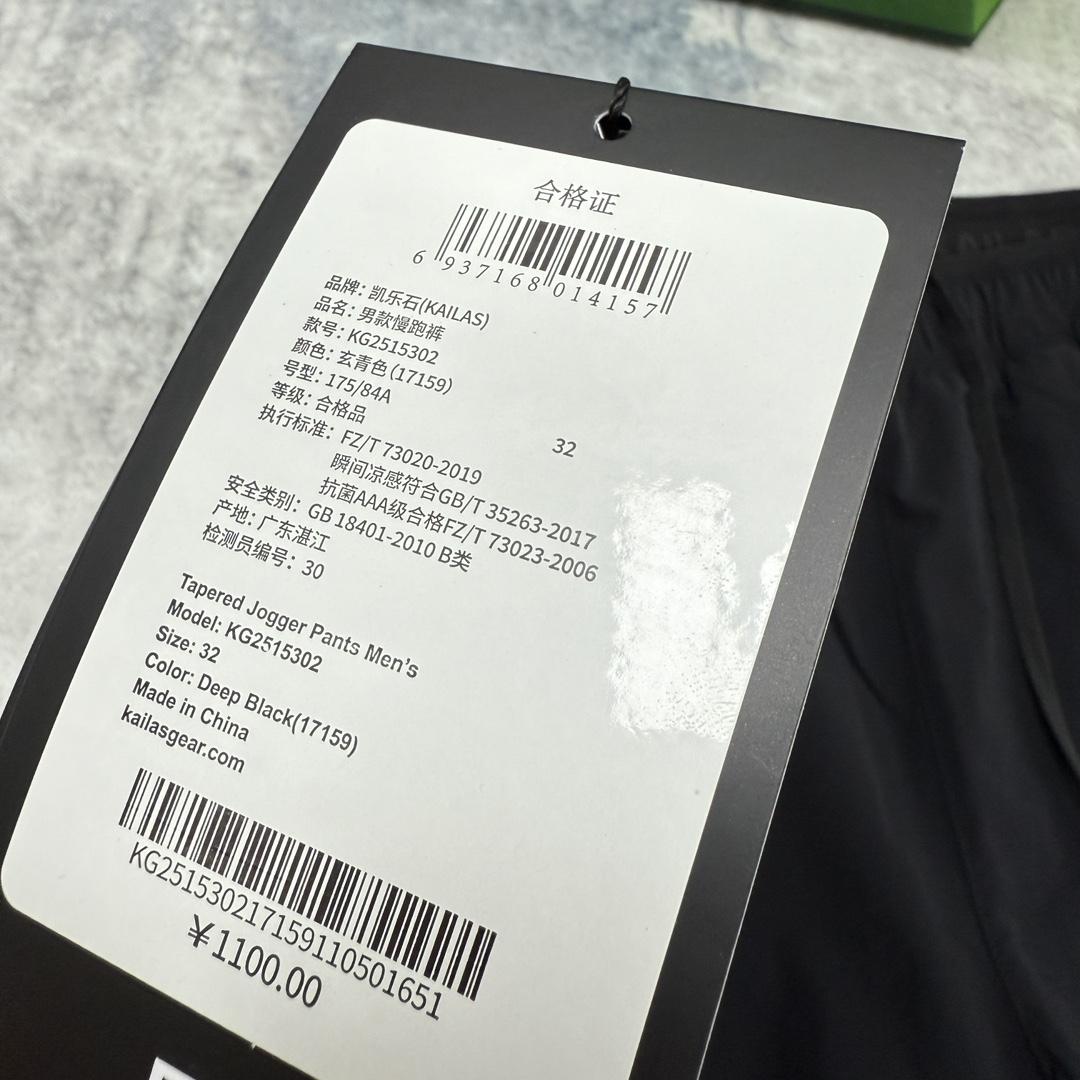 合格证
6 937168 014157
品牌：凯乐石(KAILAS)
品名：男款慢跑裤
款号：KG2515302
颜色：玄青色(17159)
号型：175/84A
32
等级：合格品
执行标准：FZ/T 73020-2019
瞬间凉感符合GB/T 35263-2017
抗菌AAA级合格FZ/T 73023-2006
安全类别：GB 18401-2010 B类
产地：广东湛江
检测员编号：30
Tapered Jogger Pants Men's
Model: KG2515302
Size: 32
Color: Deep Black(17159)
Made in China
kailasgear.com
KG251530217159110501651
¥1100.00